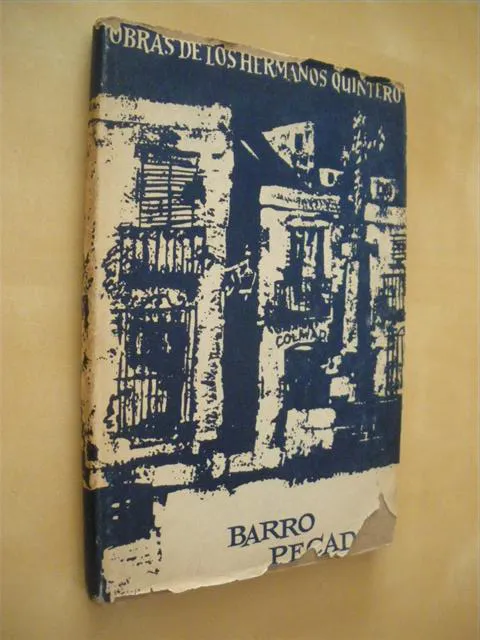 OBRAS DE LOS HERMANOS QUINTERO
COLMADO
BARRO
PECAD